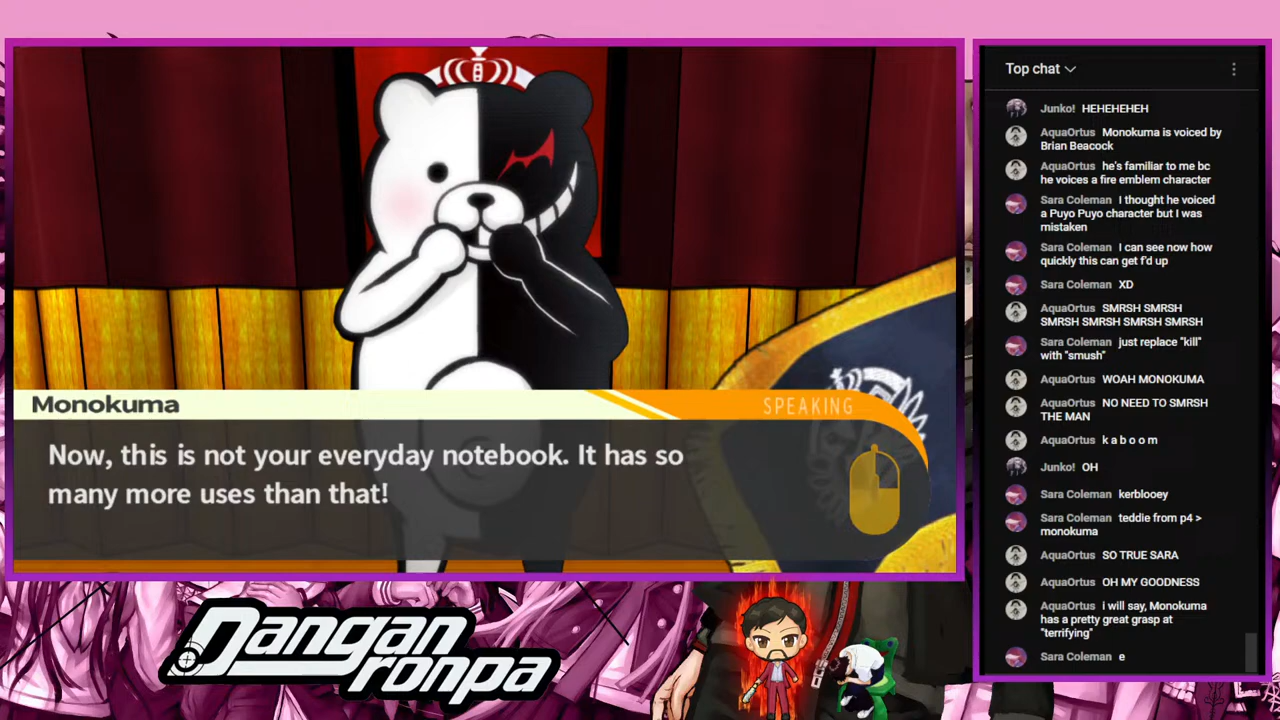 Monokuma
SPEAKING
Now, this is not your everyday notebook. It has so
many more uses than that!
Dangan
ronpa
Top chat
Junko! HEHEHEHEH
AquaOrtus Monokuma is voiced by
Brian Beacock
AquaOrtus he's familiar to me bc
he voices a fire emblem character
Sara Coleman I thought he voiced
a Puyo Puyo character but I was
mistaken
Sara Coleman I can see now how
quickly this can get f'd up
Sara Coleman XD
AquaOrtus SMRSH SMRSH
SMRSH SMRSH SMRSH SMRSH
Sara Coleman just replace "kill"
with "smush"
AquaOrtus WOAH MONOKUMA
AquaOrtus NO NEED TO SMRSH
THE MAN
AquaOrtus k a b o o m
Junko! OH
Sara Coleman kerblooey
Sara Coleman teddie from p4 >
monokuma
AquaOrtus SO TRUE SARA
AquaOrtus OH MY GOODNESS
AquaOrtus i will say, Monokuma
has a pretty great grasp at
"terrifying"
Sara Coleman e